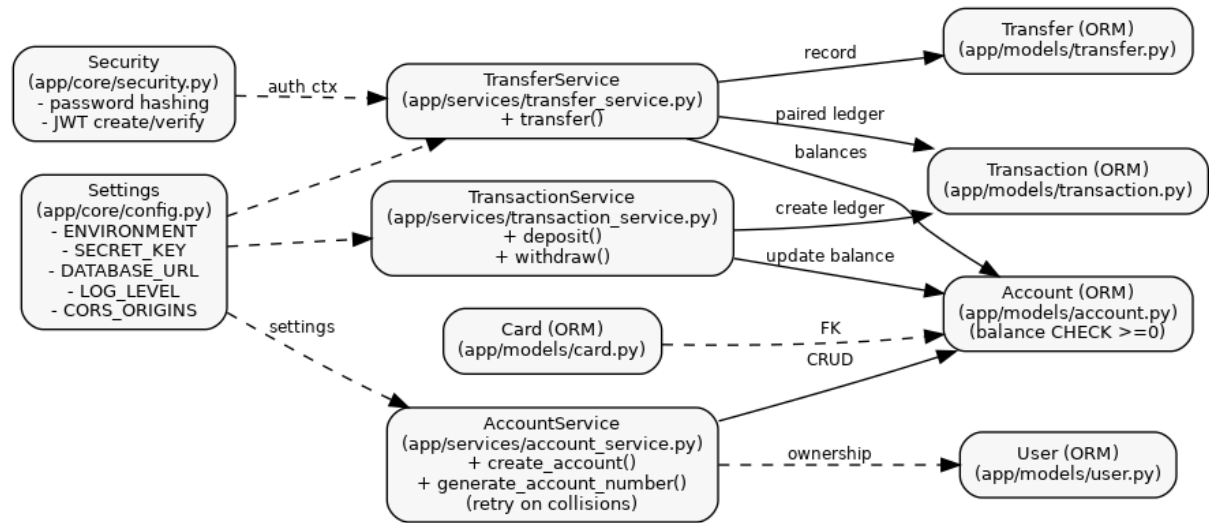 Security
(app/core/security.py)
- password hashing
- JWT create/verify
auth ctx
Settings
(app/core/config.py)
- ENVIRONMENT
- SECRET_KEY
- DATABASE_URL
- LOG_LEVEL
- CORS_ORIGINS
settings
TransferService
(app/services/transfer_service.py)
+ transfer()
record
paired ledger
balances
TransactionService
(app/services/transaction_service.py)
+ deposit()
+ withdraw()
create ledger
update balance
Card (ORM)
(app/models/card.py)
FK
CRUD
AccountService
(app/services/account_service.py)
+ create_account()
+ generate_account_number()
(retry on collisions)
ownership
Transfer (ORM)
(app/models/transfer.py)
Transaction (ORM)
(app/models/transaction.py)
Account (ORM)
(app/models/account.py)
(balance CHECK >=0)
User (ORM)
(app/models/user.py)